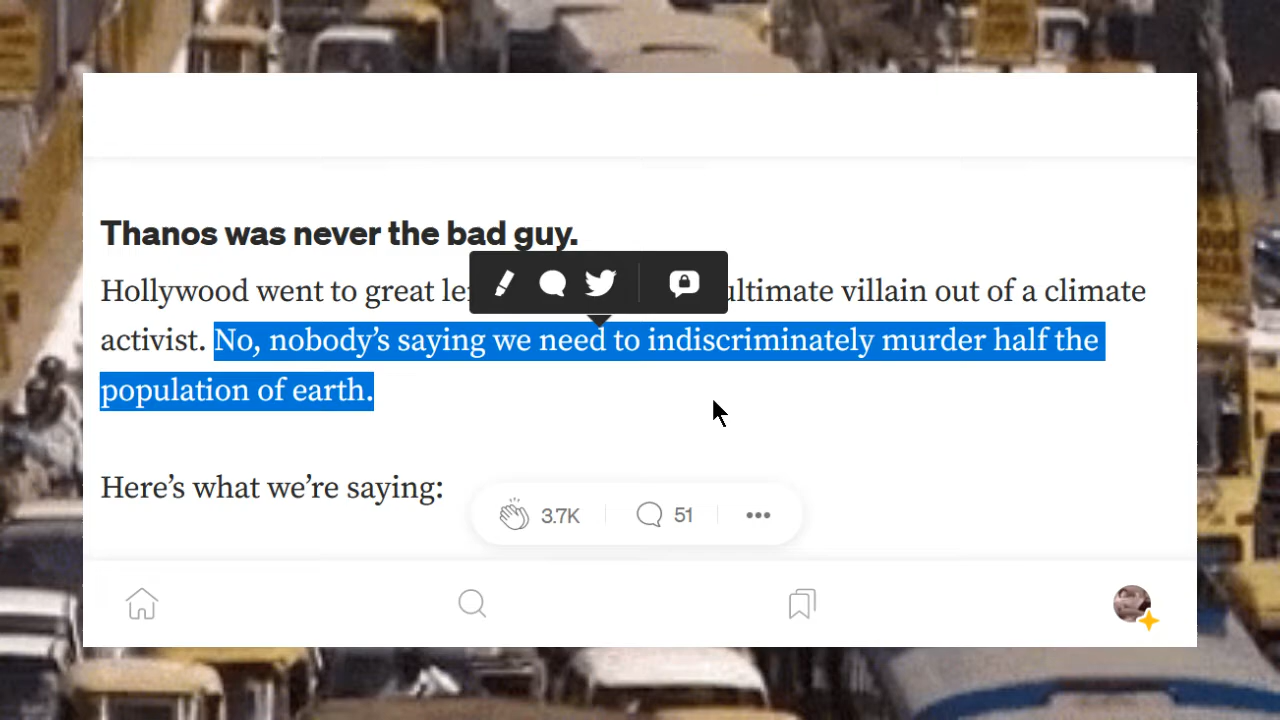 Thanos was never the bad guy.
Hollywood went to great ultimate villain out of a climate
activist. No, nobody's saying we need to indiscriminately murder half the
population of earth.
Here's what we're saying:
3.7K 51